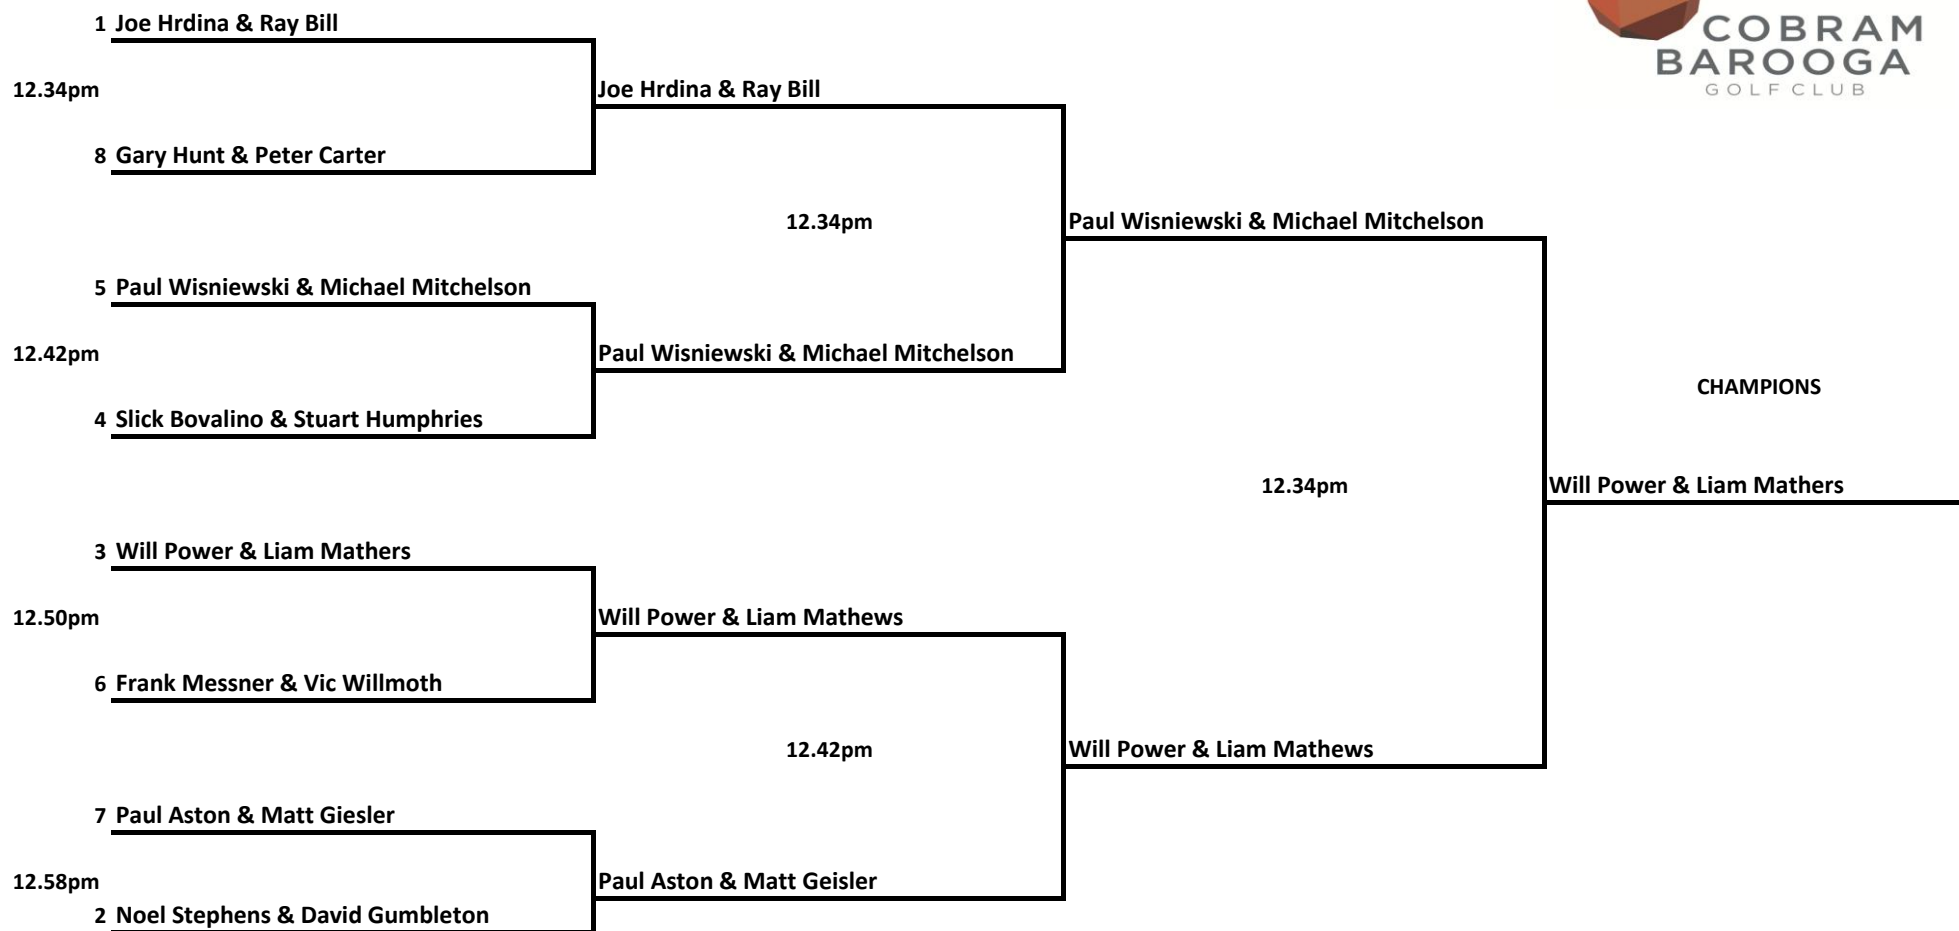 1 Joe Hrdina & Ray Bill
COBRAM
BAROOGA
GOLF CLUB
12.34pm
Joe Hrdina & Ray Bill
8 Gary Hunt & Peter Carter
12.34pm
Paul Wisniewski & Michael Mitchelson
5 Paul Wisniewski & Michael Mitchelson
12.42pm
Paul Wisniewski & Michael Mitchelson
CHAMPIONS
4 Slick Bovalino & Stuart Humphries
12.34pm
Will Power & Liam Mathers
3 Will Power & Liam Mathers
12.50pm
Will Power & Liam Mathews
6 Frank Messner & Vic Willmoth
12.42pm
Will Power & Liam Mathews
7 Paul Aston & Matt Giesler
12.58pm
Paul Aston & Matt Geisler
2 Noel Stephens & David Gumbleton